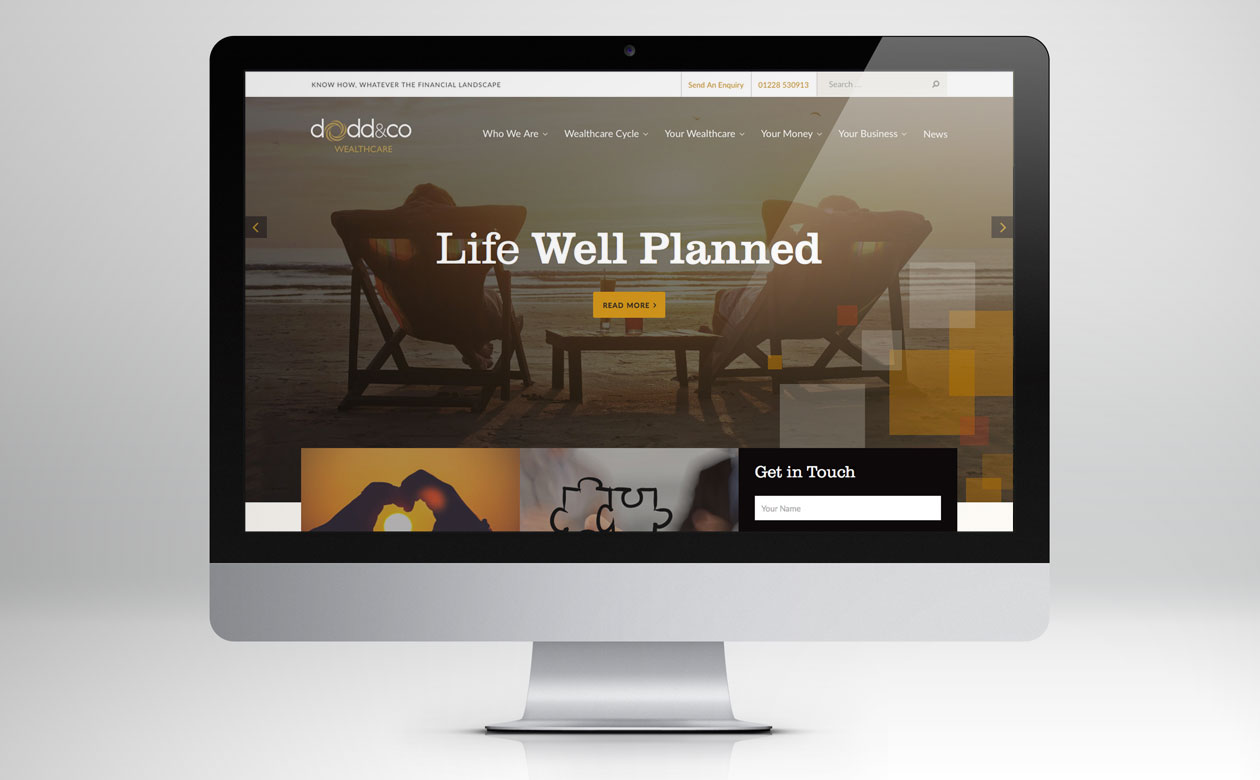 KNOW HOW, WHATEVER THE FINANCIAL LANDSCAPE
Send An Enquiry
01228 530913
Search ...
dodd&co
WEALTHCARE
Who We Are
Wealthcare Cycle
Your Wealthcare
Your Money
Your Business
News
Life Well Planned
READ MORE
Get in Touch
Your Name